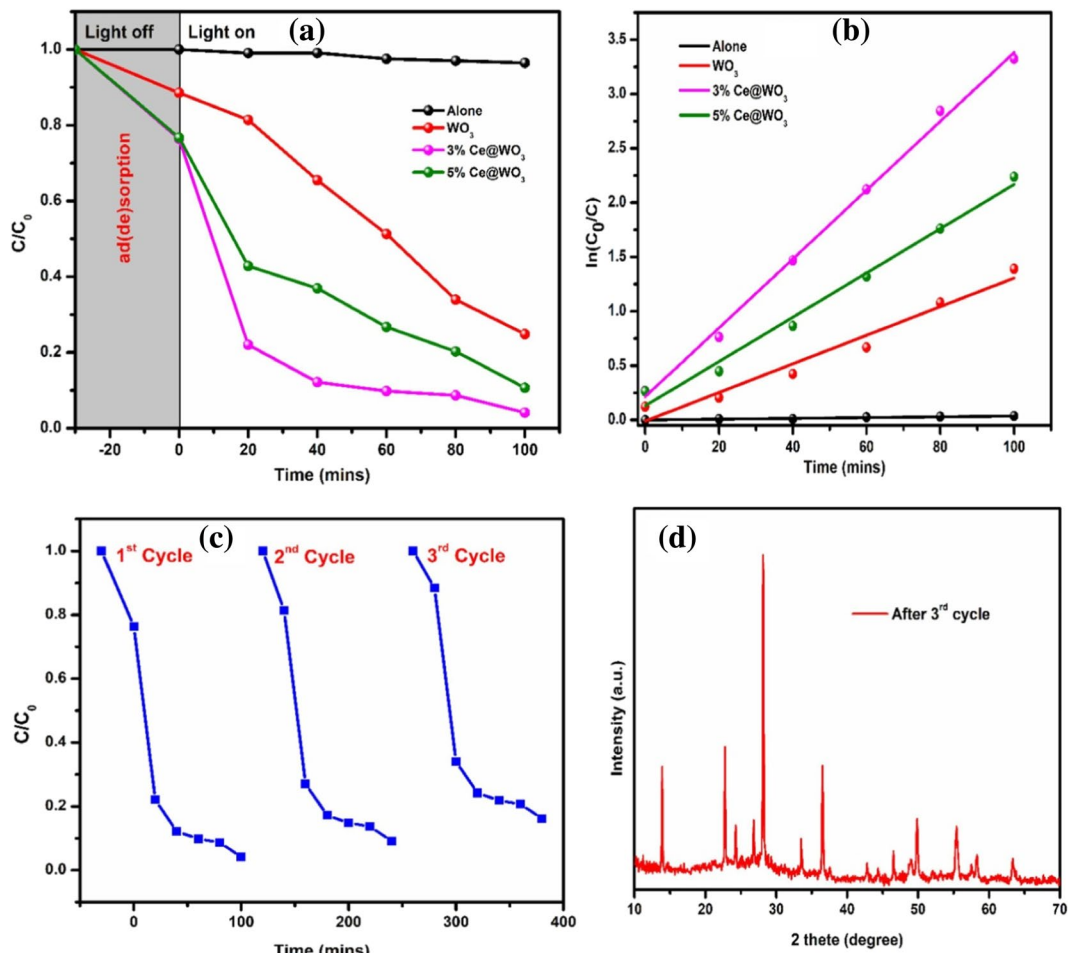 Light off
Light on
(a)
ad(de)sorption
Alone
WO₃
3% Ce@WO₃
5% Ce@WO₃
C/C₀
1.0
0.8
0.6
0.4
0.2
0.0
-20 0 20 40 60 80 100
Time (mins)
(b)
Alone
WO₃
3% Ce@WO₃
5% Ce@WO₃
ln(C₀/C)
3.5
3.0
2.5
2.0
1.5
1.0
0.5
0.0
0 20 40 60 80 100
Time (mins)
(c)
1ˢᵗ Cycle
2ⁿᵈ Cycle
3ʳᵈ Cycle
C/C₀
1.0
0.8
0.6
0.4
0.2
0.0
0 100 200 300 400
Time (mins)
(d)
After 3ʳᵈ cycle
Intensity (a.u.)
10 20 30 40 50 60 70
2 thete (degree)